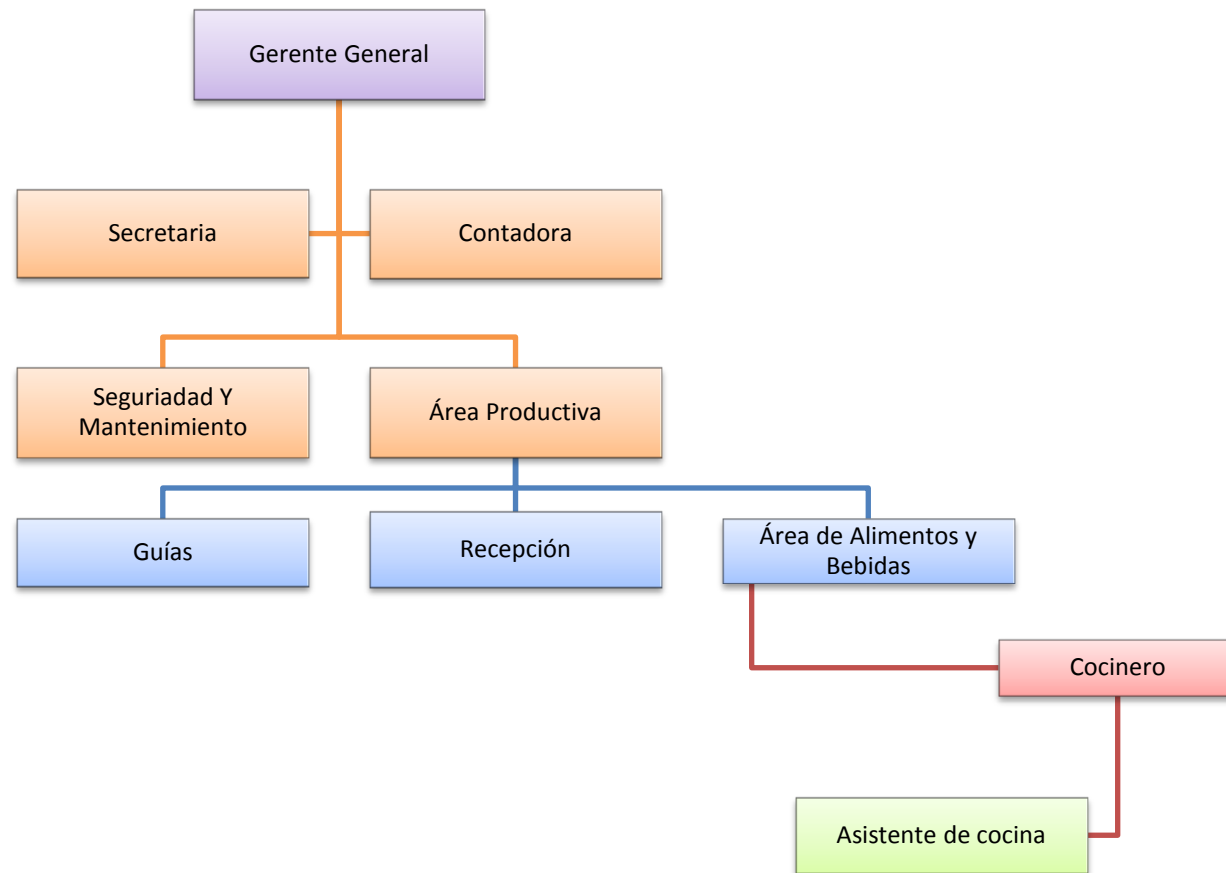 Gerente General
Secretaria
Contadora
Seguriadad Y
Mantenimiento
Área Productiva
Guías
Recepción
Área de Alimentos y
Bebidas
Cocinero
Asistente de cocina